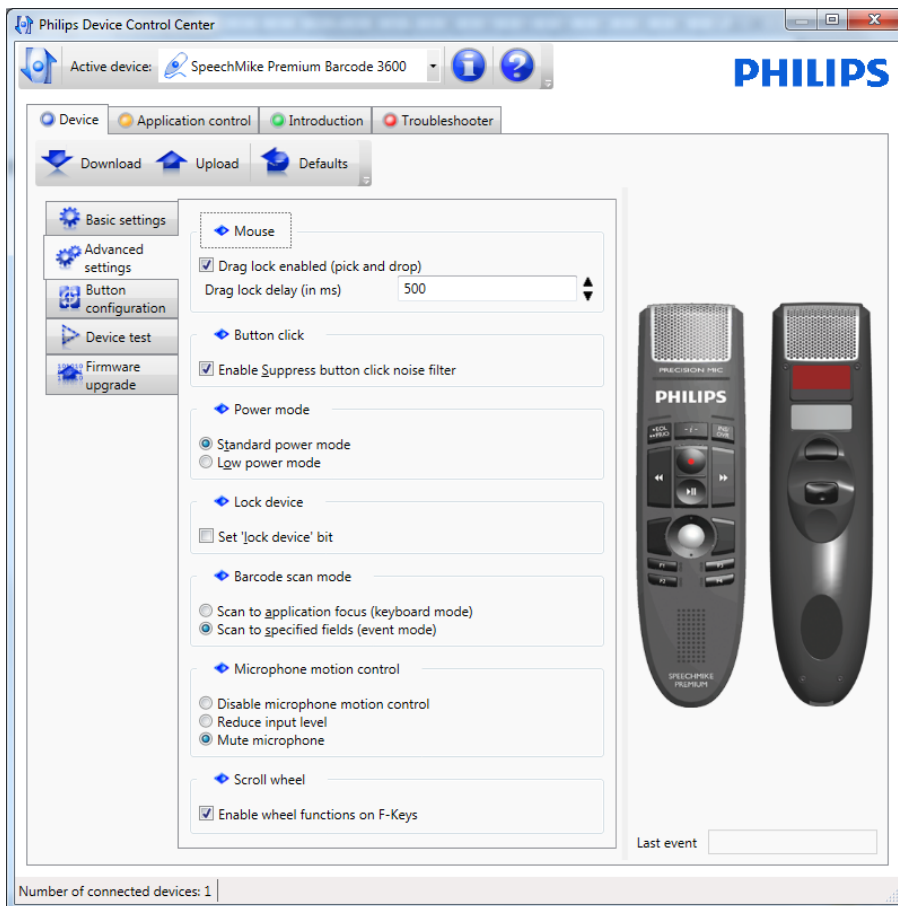 Philips Device Control Center
Active device: SpeechMike Premium Barcode 3600
PHILIPS
Device
Application control
Introduction
Troubleshooter
Download
Upload
Defaults
Basic settings
Advanced
settings
Button
configuration
Device test
Firmware
upgrade
Mouse
Drag lock enabled (pick and drop)
Drag lock delay (in ms) 500
Button click
Enable Suppress button click noise filter
Power mode
Standard power mode
Low power mode
Lock device
Set 'lock device' bit
Barcode scan mode
Scan to application focus (keyboard mode)
Scan to specified fields (event mode)
Microphone motion control
Disable microphone motion control
Reduce input level
Mute microphone
Scroll wheel
Enable wheel functions on F-Keys
PRECISION MIC
PHILIPS
-i-
INS/
OVR
F1
F2
F3
F4
SPEECHMIKE
PREMIUM
Last event
Number of connected devices: 1